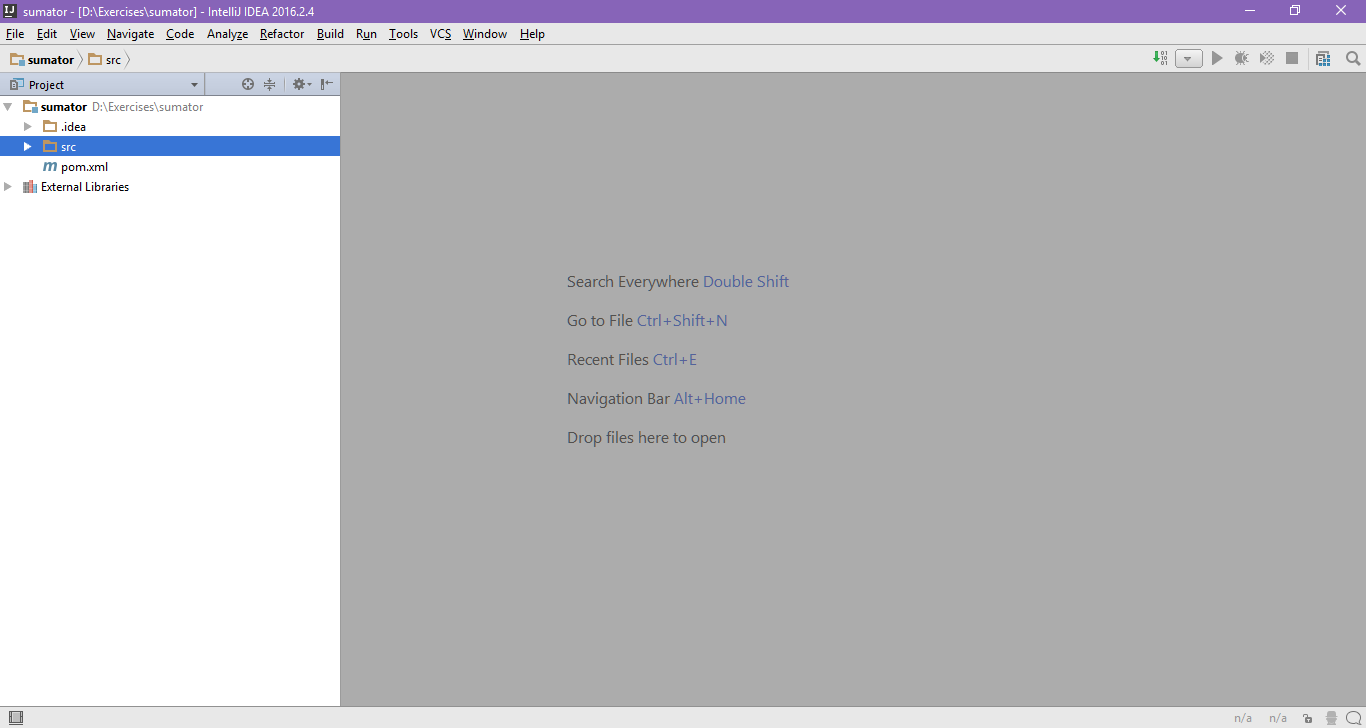 sumator - [D:\Exercises\sumator] - IntelliJ IDEA 2016.2.4
File Edit View Navigate Code Analyze Refactor Build Run Tools VCS Window Help
sumator src
Project
sumator D:\Exercises\sumator
.idea
src
m pom.xml
External Libraries
Search Everywhere Double Shift
Go to File Ctrl+Shift+N
Recent Files Ctrl+E
Navigation Bar Alt+Home
Drop files here to open
n/a n/a